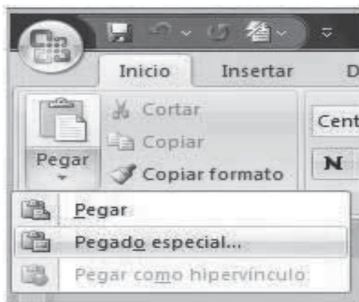 Inicio Insertar D
Cortar
Copiar
Pegar
Copiar formato
Cent
N
Pegar
Pegado especial...
Pegar como hipervínculo